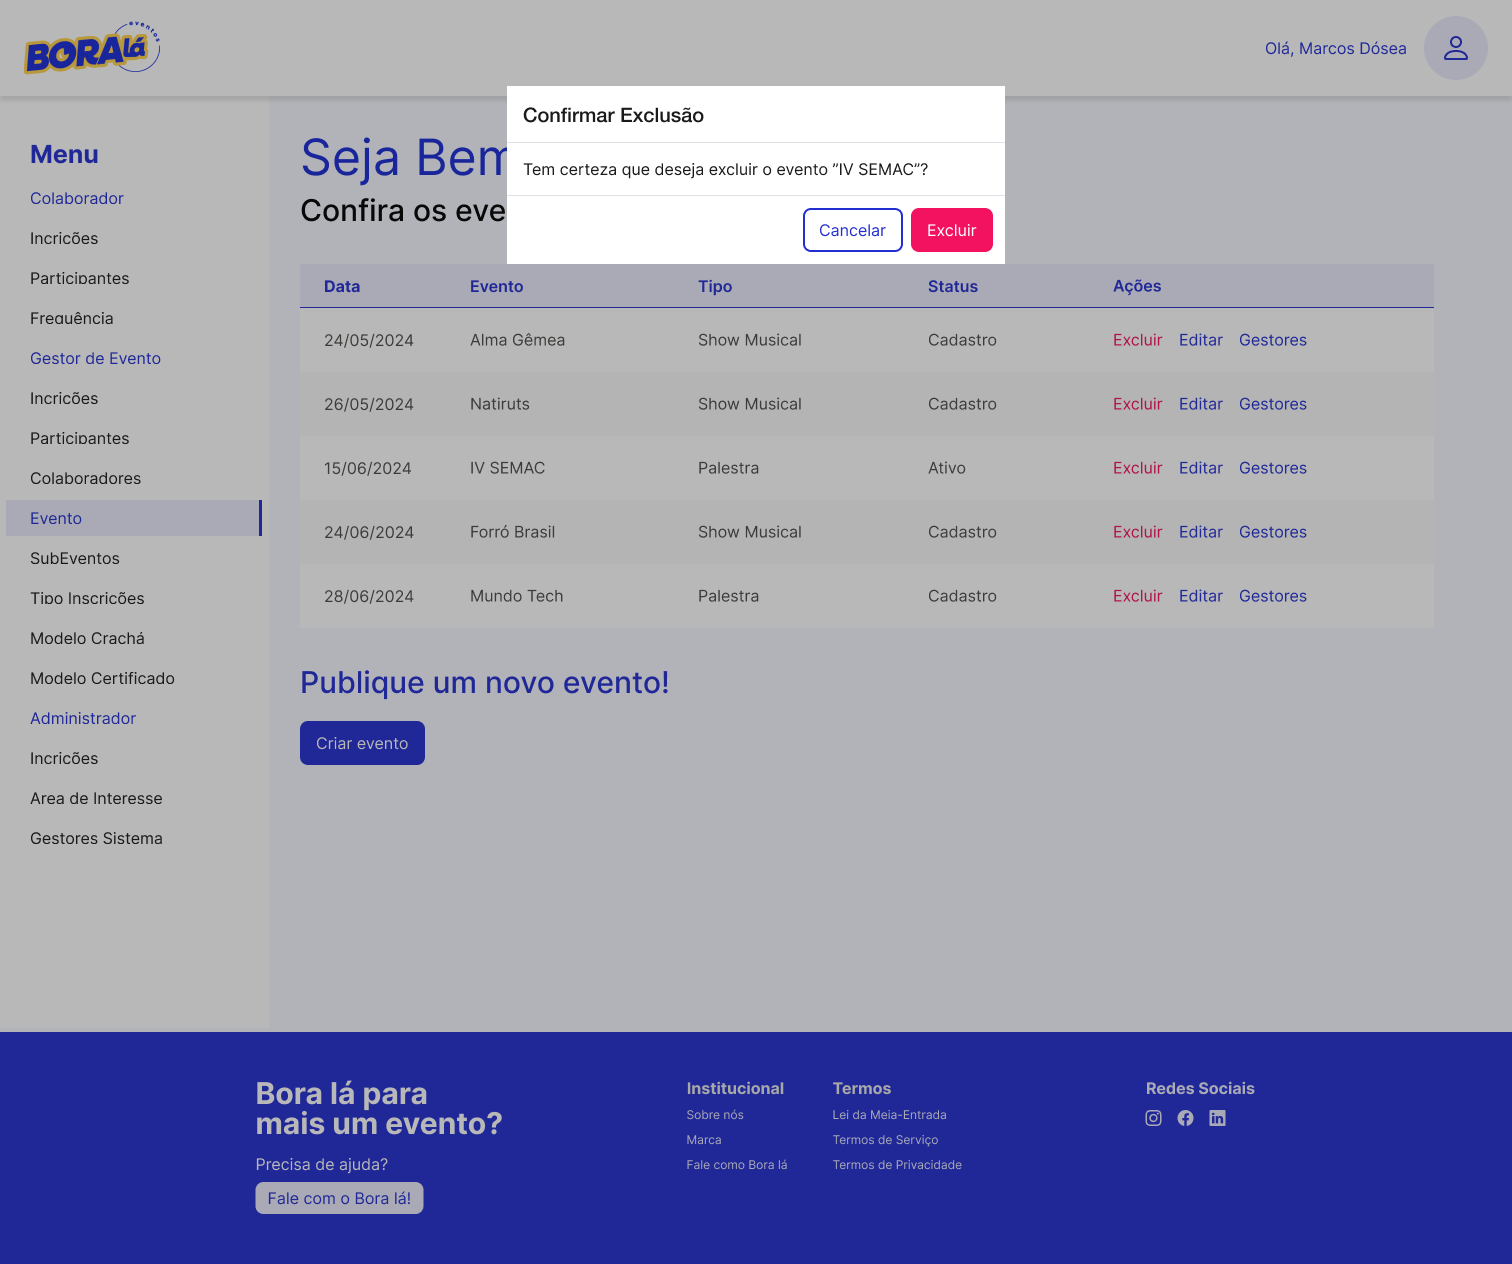 BORAlá eventos
Olá, Marcos Dósea
Confirmar Exclusão
Tem certeza que deseja excluir o evento ”IV SEMAC”?
Cancelar Excluir
Menu
Colaborador
Incrições
Participantes
Frequência
Gestor de Evento
Incrições
Participantes
Colaboradores
Evento
SubEventos
Tipo Inscrições
Modelo Crachá
Modelo Certificado
Administrador
Incrições
Area de Interesse
Gestores Sistema
Seja Bem
Confira os eve
Data Evento Tipo Status Ações
24/05/2024 Alma Gêmea Show Musical Cadastro Excluir Editar Gestores
26/05/2024 Natiruts Show Musical Cadastro Excluir Editar Gestores
15/06/2024 IV SEMAC Palestra Ativo Excluir Editar Gestores
24/06/2024 Forró Brasil Show Musical Cadastro Excluir Editar Gestores
28/06/2024 Mundo Tech Palestra Cadastro Excluir Editar Gestores
Publique um novo evento!
Criar evento
Bora lá para
mais um evento?
Precisa de ajuda?
Fale com o Bora lá!
Institucional
Sobre nós
Marca
Fale como Bora lá
Termos
Lei da Meia-Entrada
Termos de Serviço
Termos de Privacidade
Redes Sociais